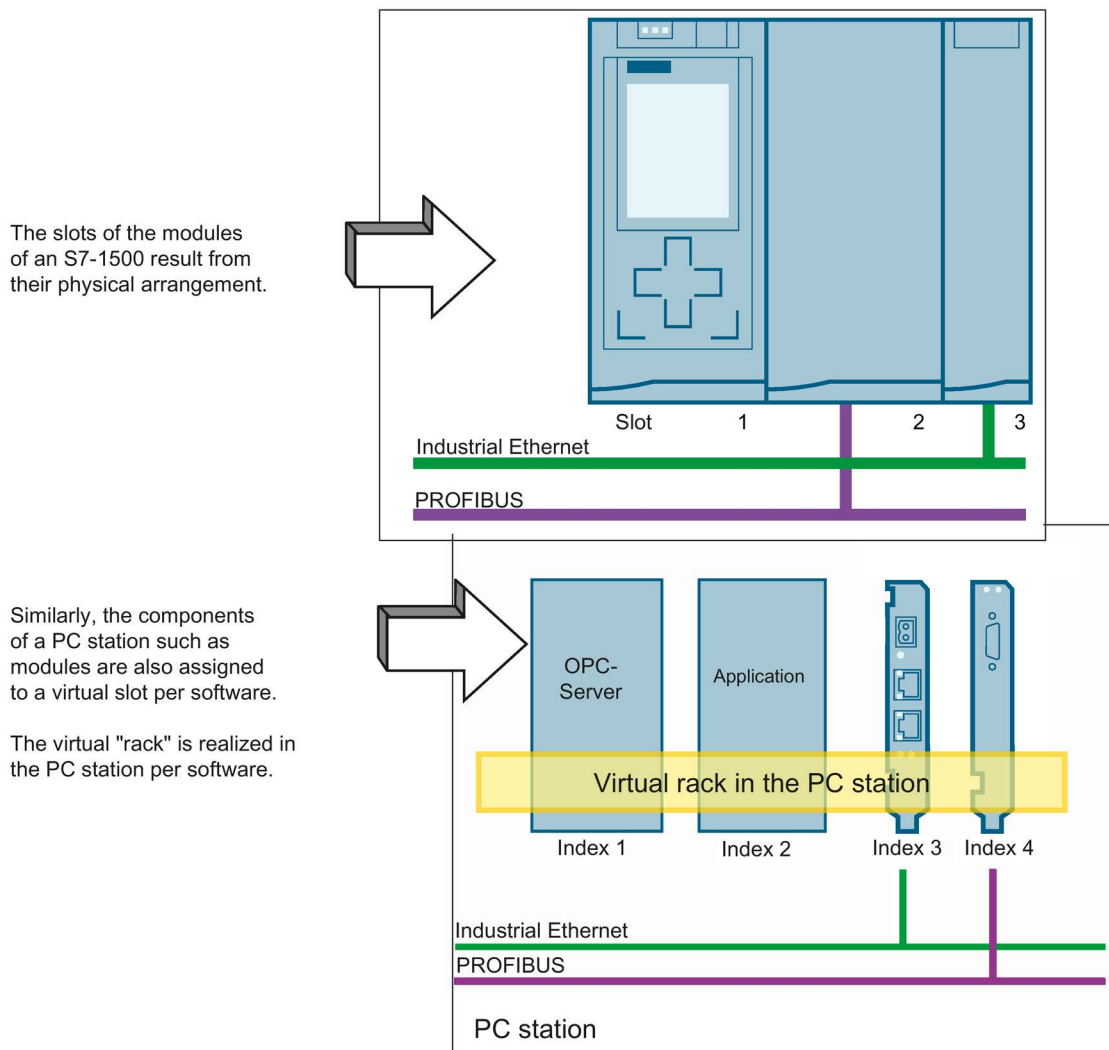 The slots of the modules
of an S7-1500 result from
their physical arrangement.
Slot 1 2 3
Industrial Ethernet
PROFIBUS
Similarly, the components
of a PC station such as
modules are also assigned
to a virtual slot per software.
The virtual "rack" is realized in
the PC station per software.
OPC-
Server
Application
Virtual rack in the PC station
Index 1 Index 2 Index 3 Index 4
Industrial Ethernet
PROFIBUS
PC station